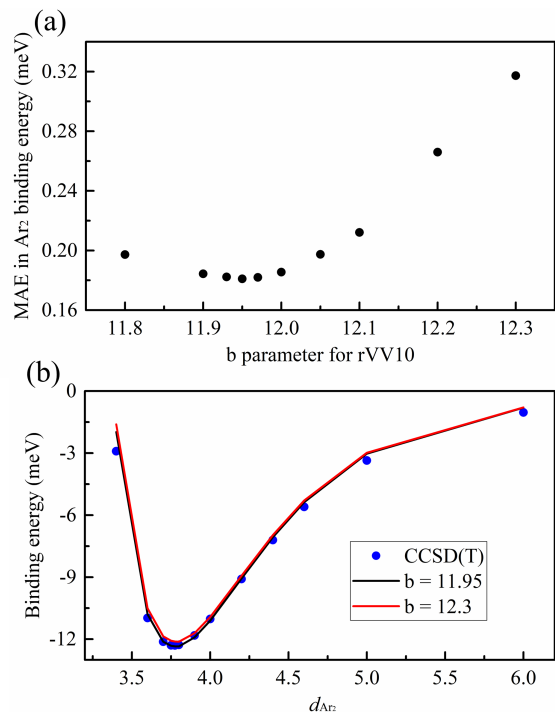 (a)
MAE in Ar₂ binding energy (meV)
0.32
0.28
0.24
0.20
0.16
11.8 11.9 12.0 12.1 12.2 12.3
b parameter for rVV10
(b)
Binding energy (meV)
0
-3
-6
-9
-12
CCSD(T)
b = 11.95
b = 12.3
3.5 4.0 4.5 5.0 5.5 6.0
d_Ar₂